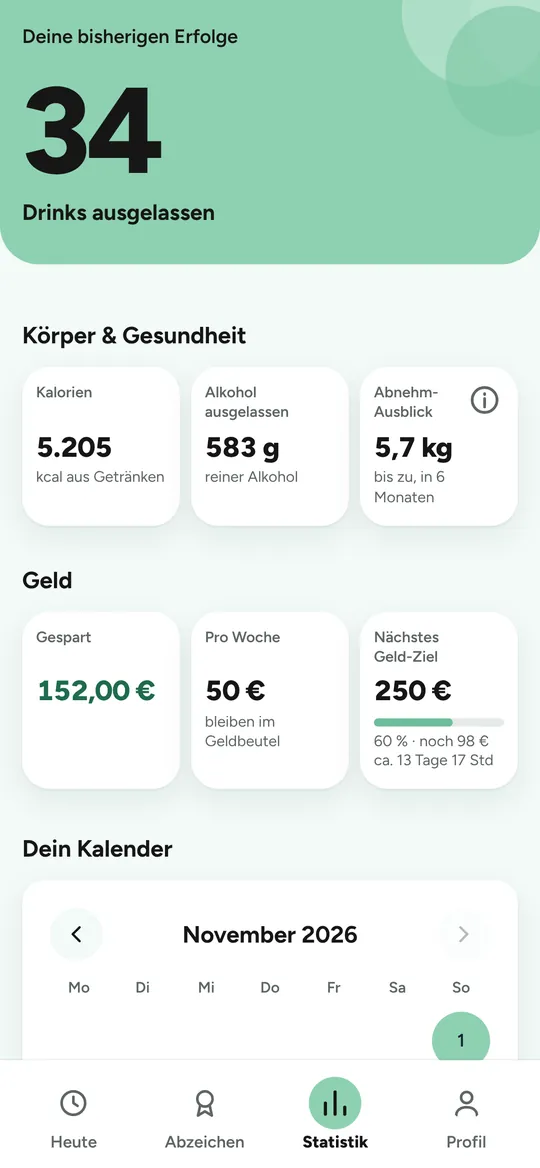 Deine bisherigen Erfolge
34
Drinks ausgelassen
Körper & Gesundheit
Kalorien
5.205
kcal aus Getränken
Alkohol
ausgelassen
583 g
reiner Alkohol
Abnehm-
Ausblick
5,7 kg
bis zu, in 6
Monaten
Geld
Gespart
152,00 €
Pro Woche
50 €
bleiben im
Geldbeutel
Nächstes
Geld-Ziel
250 €
60 % · noch 98 €
ca. 13 Tage 17 Std
Dein Kalender
November 2026
Mo Di Mi Do Fr Sa So
1
Heute Abzeichen Statistik Profil